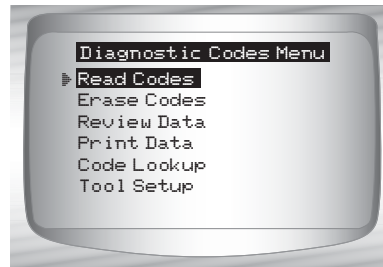 Diagnostic Codes Menu
Read Codes
Erase Codes
Review Data
Print Data
Code Lookup
Tool Setup